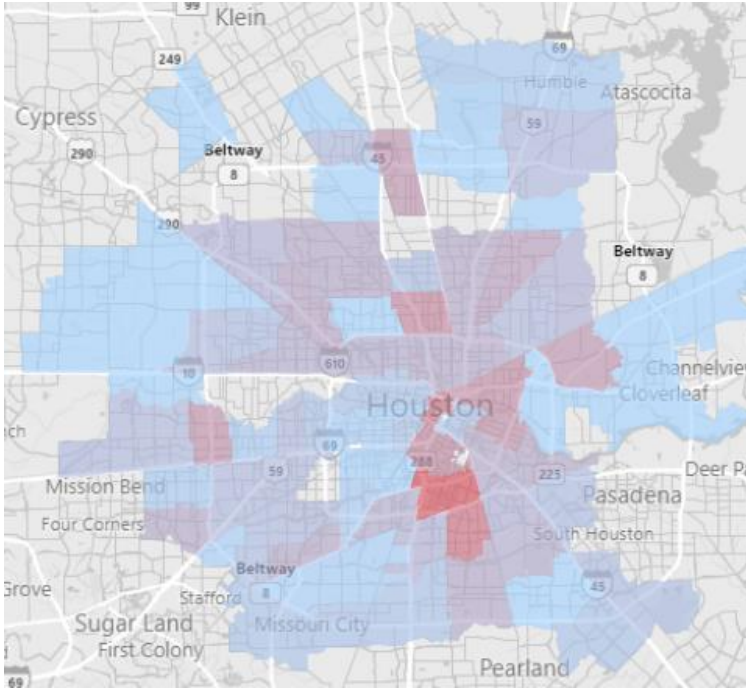 99
Klein
249
69
Humble
Atascocita
Cypress
59
290
Beltway
45
8
290
Beltway
8
610
10
Channelview
Cloverleaf
Houston
69
288
59
225
Deer Pa
Mission Bend
Pasadena
Four Corners
South Houston
Beltway
45
8
Stafford
Grove
Sugar Land
Missouri City
First Colony
Pearland
69